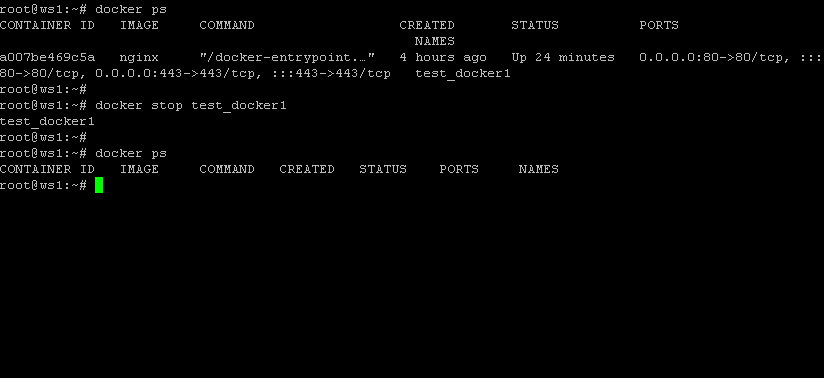 root@ws1:~# docker ps
CONTAINER ID   IMAGE     COMMAND                  CREATED       STATUS          PORTS
                                                    NAMES
a007be469c5a   nginx     "/docker-entrypoint.…"   4 hours ago   Up 24 minutes   0.0.0.0:80->80/tcp, :::
80->80/tcp, 0.0.0.0:443->443/tcp, :::443->443/tcp   test_docker1
root@ws1:~#
root@ws1:~# docker stop test_docker1
test_docker1
root@ws1:~#
root@ws1:~# docker ps
CONTAINER ID   IMAGE     COMMAND   CREATED   STATUS    PORTS     NAMES
root@ws1:~#